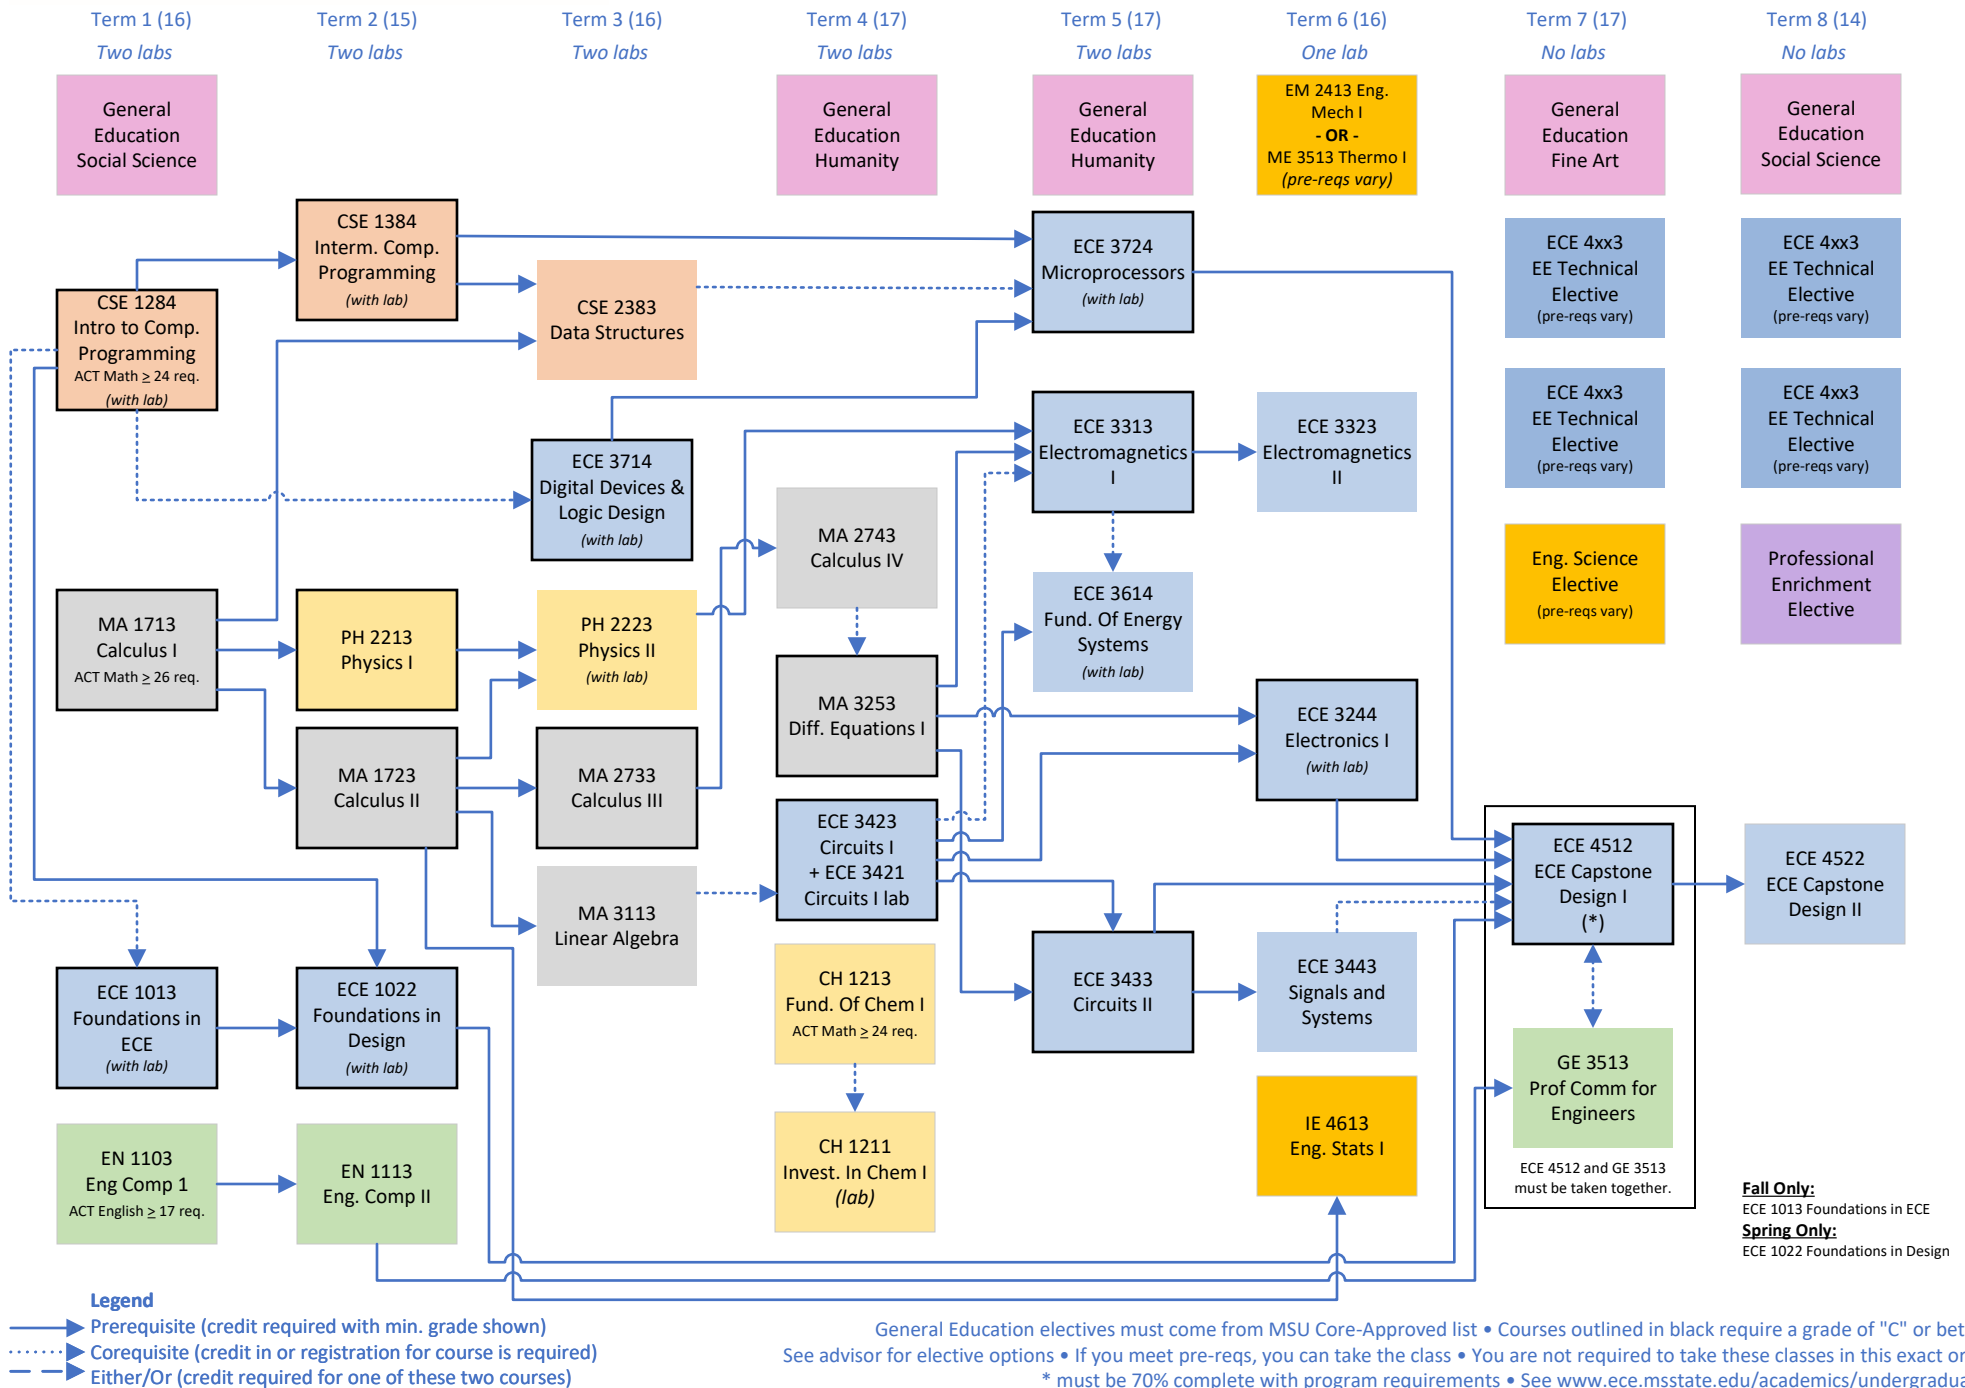 Term 1 (16)
Two labs
Term 2 (15)
Two labs
Term 3 (16)
Two labs
Term 4 (17)
Two labs
Term 5 (17)
Two labs
Term 6 (16)
One lab
Term 7 (17)
No labs
Term 8 (14)
No labs
General
Education
Social Science
General
Education
Humanity
General
Education
Humanity
EM 2413 Eng.
Mech I
- OR -
ME 3513 Thermo I
(pre-reqs vary)
General
Education
Fine Art
General
Education
Social Science
CSE 1284
Intro to Comp.
Programming
ACT Math ≥ 24 req.
(with lab)
CSE 1384
Interm. Comp.
Programming
(with lab)
CSE 2383
Data Structures
ECE 3724
Microprocessors
(with lab)
ECE 4xx3
EE Technical
Elective
(pre-reqs vary)
ECE 4xx3
EE Technical
Elective
(pre-reqs vary)
ECE 3714
Digital Devices &
Logic Design
(with lab)
ECE 3313
Electromagnetics
I
ECE 3323
Electromagnetics
II
ECE 4xx3
EE Technical
Elective
(pre-reqs vary)
ECE 4xx3
EE Technical
Elective
(pre-reqs vary)
MA 1713
Calculus I
ACT Math ≥ 26 req.
PH 2213
Physics I
PH 2223
Physics II
(with lab)
MA 2743
Calculus IV
ECE 3614
Fund. Of Energy
Systems
(with lab)
Eng. Science
Elective
(pre-reqs vary)
Professional
Enrichment
Elective
MA 1723
Calculus II
MA 2733
Calculus III
MA 3253
Diff. Equations I
ECE 3244
Electronics I
(with lab)
MA 3113
Linear Algebra
ECE 3423
Circuits I
+ ECE 3421
Circuits I lab
ECE 4512
ECE Capstone
Design I
(*)
ECE 4522
ECE Capstone
Design II
ECE 1013
Foundations in
ECE
(with lab)
ECE 1022
Foundations in
Design
(with lab)
CH 1213
Fund. Of Chem I
ACT Math ≥ 24 req.
ECE 3433
Circuits II
ECE 3443
Signals and
Systems
GE 3513
Prof Comm for
Engineers
ECE 4512 and GE 3513
must be taken together.
EN 1103
Eng Comp 1
ACT English ≥ 17 req.
EN 1113
Eng. Comp II
CH 1211
Invest. In Chem I
(lab)
IE 4613
Eng. Stats I
Fall Only:
ECE 1013 Foundations in ECE
Spring Only:
ECE 1022 Foundations in Design
Legend
Prerequisite (credit required with min. grade shown)
Corequisite (credit in or registration for course is required)
Either/Or (credit required for one of these two courses)
General Education electives must come from MSU Core-Approved list • Courses outlined in black require a grade of "C" or bet
See advisor for elective options • If you meet pre-reqs, you can take the class • You are not required to take these classes in this exact or
* must be 70% complete with program requirements • See www.ece.msstate.edu/academics/undergradua